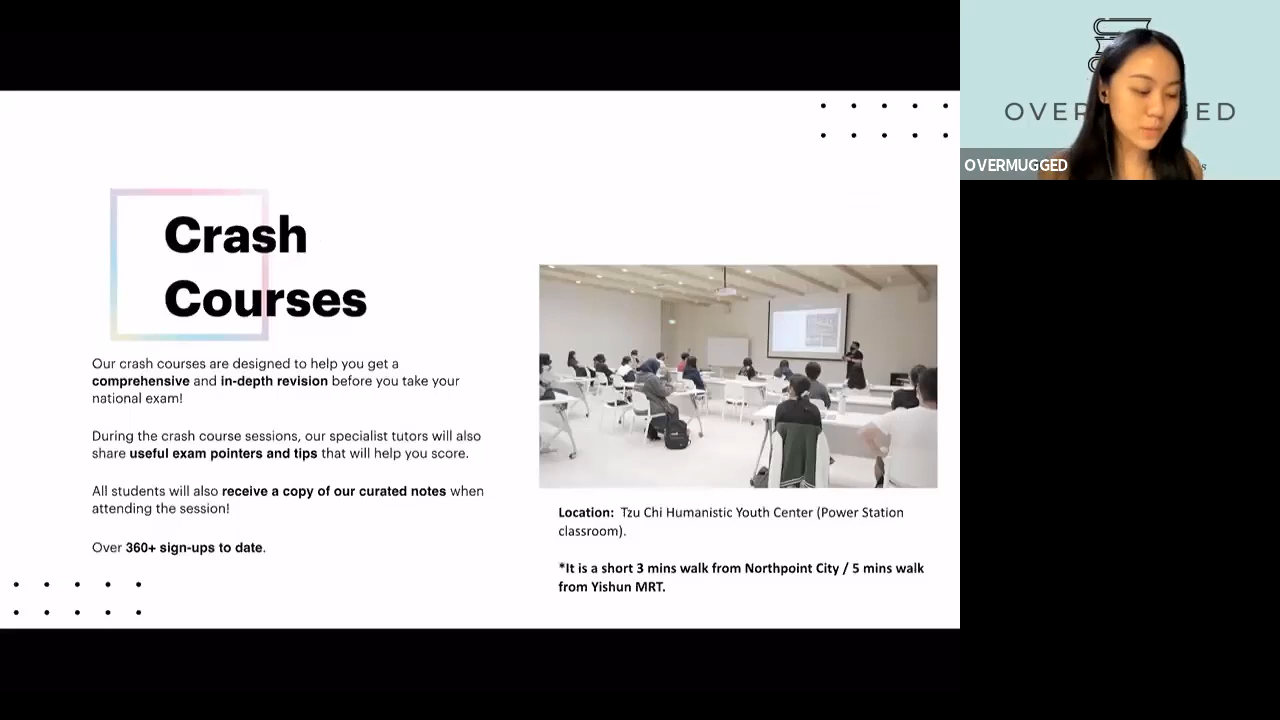 Crash
Courses
Our crash courses are designed to help you get a
comprehensive and in-depth revision before you take your
national exam!
During the crash course sessions, our specialist tutors will also
share useful exam pointers and tips that will help you score.
All students will also receive a copy of our curated notes when
attending the session!
Over 360+ sign-ups to date.
Location: Tzu Chi Humanistic Youth Center (Power Station
classroom).
*It is a short 3 mins walk from Northpoint City / 5 mins walk
from Yishun MRT.
OVERMUGGED